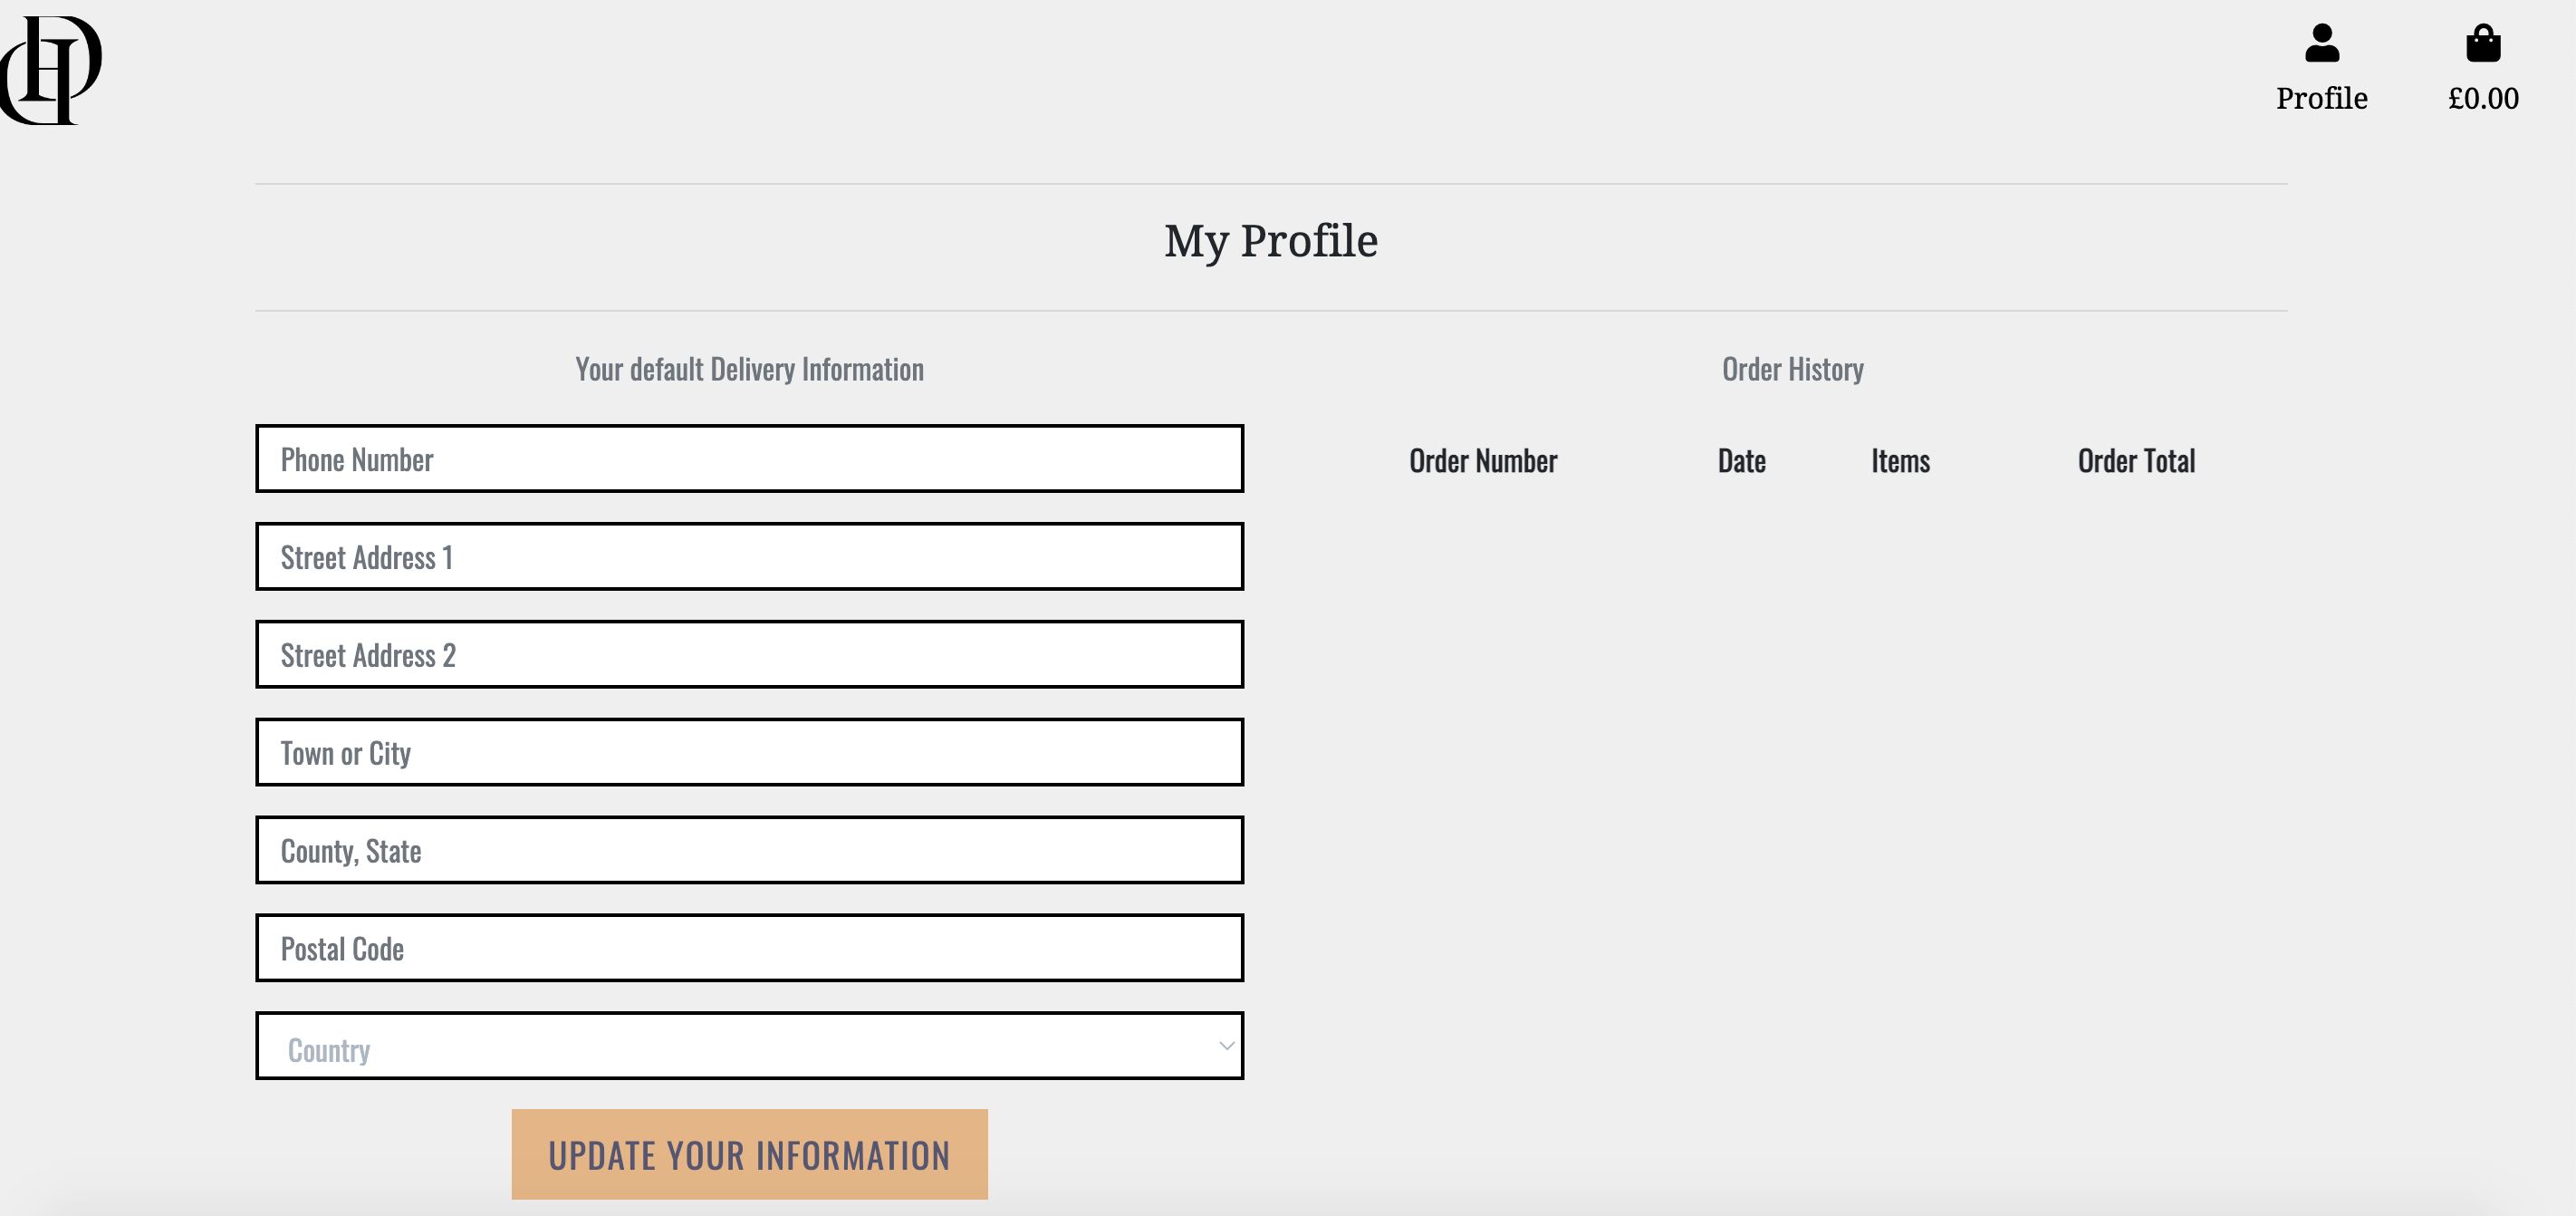 Profile
£0.00
My Profile
Your default Delivery Information
Phone Number
Street Address 1
Street Address 2
Town or City
County, State
Postal Code
Country
UPDATE YOUR INFORMATION
Order History
Order Number Date Items Order Total